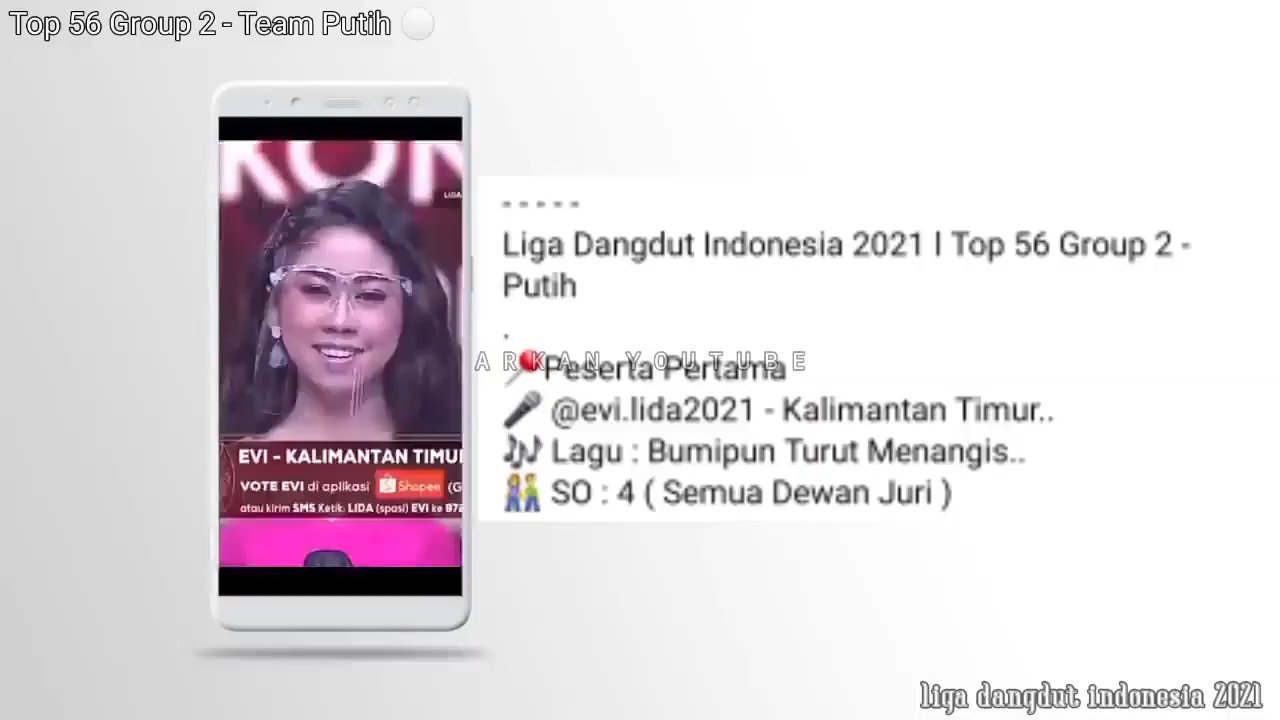 Top 56 Group 2 - Team Putih
KON
LIDA
EVI - KALIMANTAN TIMUR
VOTE EVI di aplikasi Shopee (G
atau kirim SMS Ketik: LIDA (spasi) EVI ke 972
- - - - -
Liga Dangdut Indonesia 2021 | Top 56 Group 2 -
Putih
.
ARKAN YOUTUBE
📍Peserta Pertama
🎤 @evi.lida2021 - Kalimantan Timur..
🎶 Lagu : Bumipun Turut Menangis..
👫 SO : 4 ( Semua Dewan Juri )
liga dangdut indonesia 2021